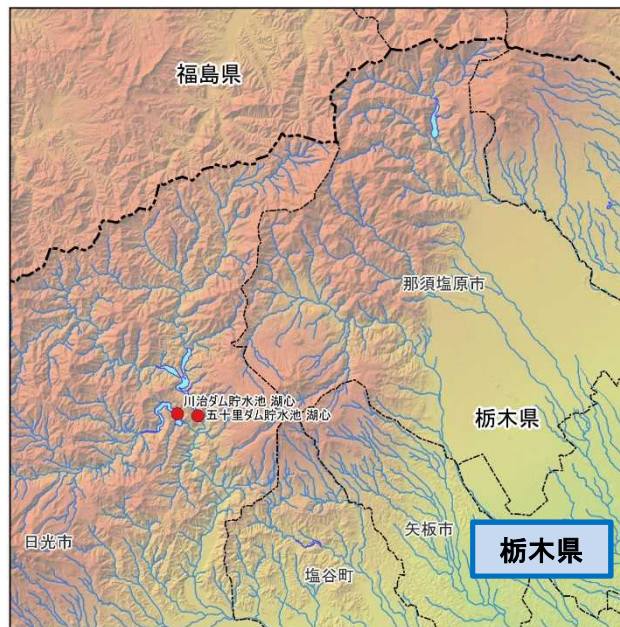 福島県
那須塩原市
川治ダム貯水池 湖心
五十里ダム貯水池 湖心
栃木県
日光市
矢板市
栃木県
塩谷町